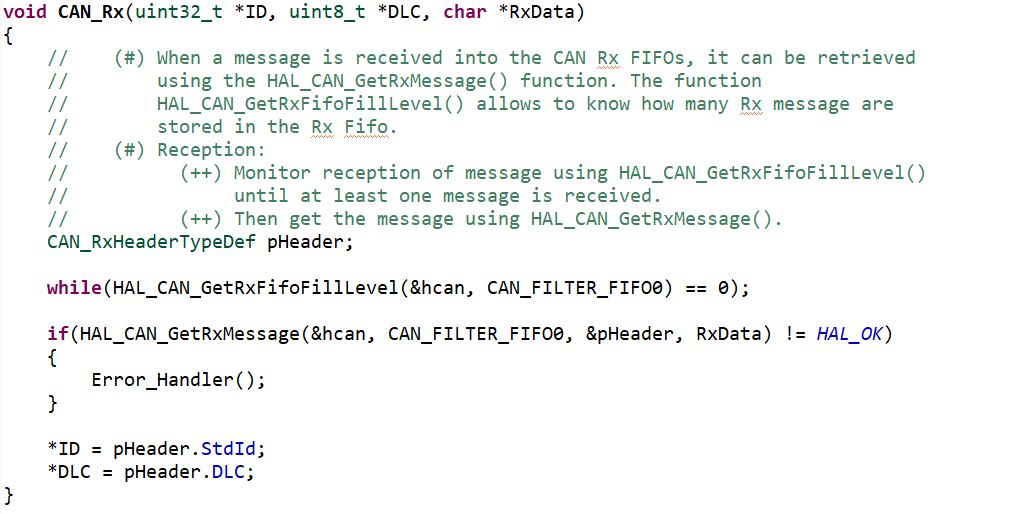 void CAN_Rx(uint32_t *ID, uint8_t *DLC, char *RxData)
{
    //    (#) When a message is received into the CAN Rx FIFOs, it can be retrieved
    //        using the HAL_CAN_GetRxMessage() function. The function
    //        HAL_CAN_GetRxFifoFillLevel() allows to know how many Rx message are
    //        stored in the Rx Fifo.
    //    (#) Reception:
    //          (++) Monitor reception of message using HAL_CAN_GetRxFifoFillLevel()
    //               until at least one message is received.
    //          (++) Then get the message using HAL_CAN_GetRxMessage().
    CAN_RxHeaderTypeDef pHeader;

    while(HAL_CAN_GetRxFifoFillLevel(&hcan, CAN_FILTER_FIFO0) == 0);

    if(HAL_CAN_GetRxMessage(&hcan, CAN_FILTER_FIFO0, &pHeader, RxData) != HAL_OK)
    {
        Error_Handler();
    }

    *ID = pHeader.StdId;
    *DLC = pHeader.DLC;
}